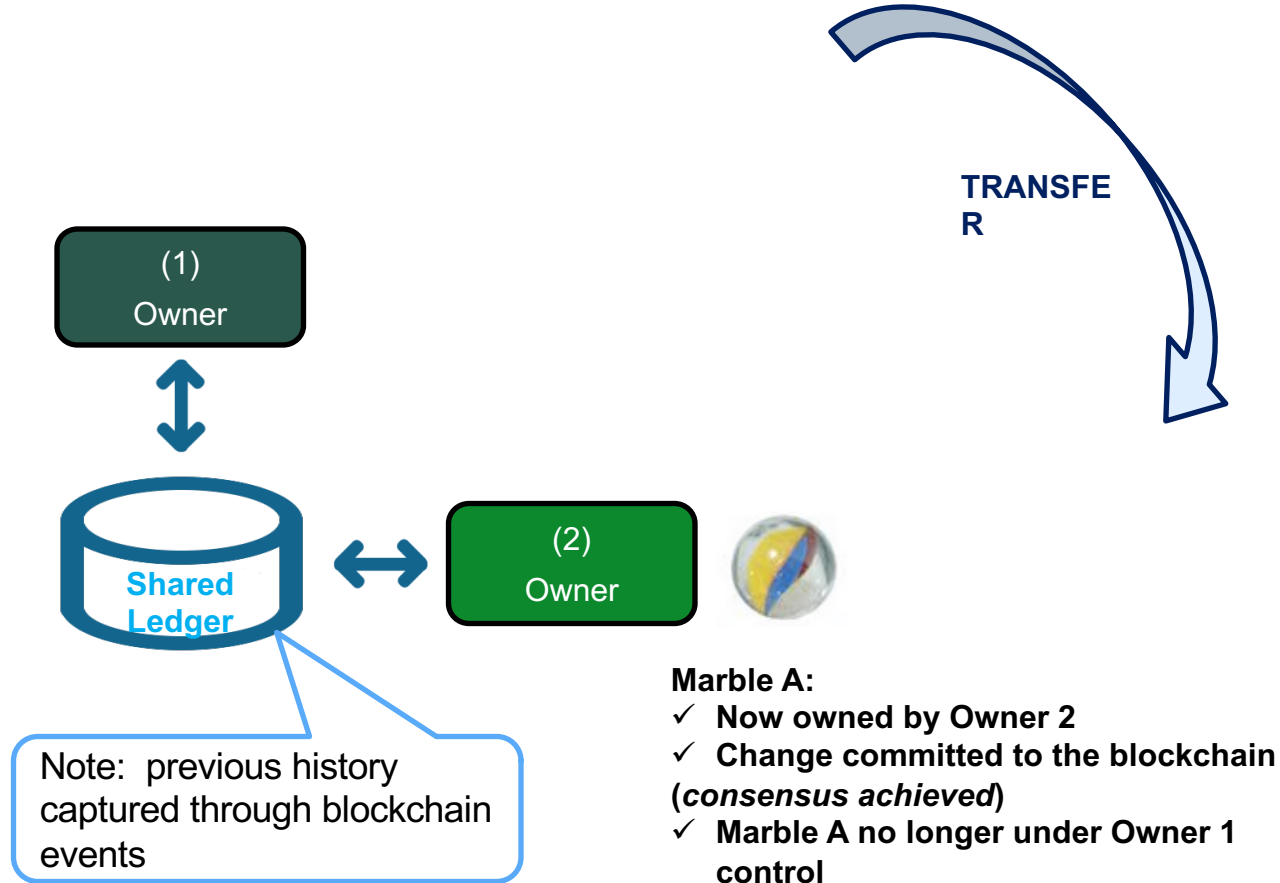 TRANSFE
R
(1)
Owner
(2)
Owner
Shared
Ledger
Note: previous history
captured through blockchain
events
Marble A:
✓ Now owned by Owner 2
✓ Change committed to the blockchain
(consensus achieved)
✓ Marble A no longer under Owner 1
control